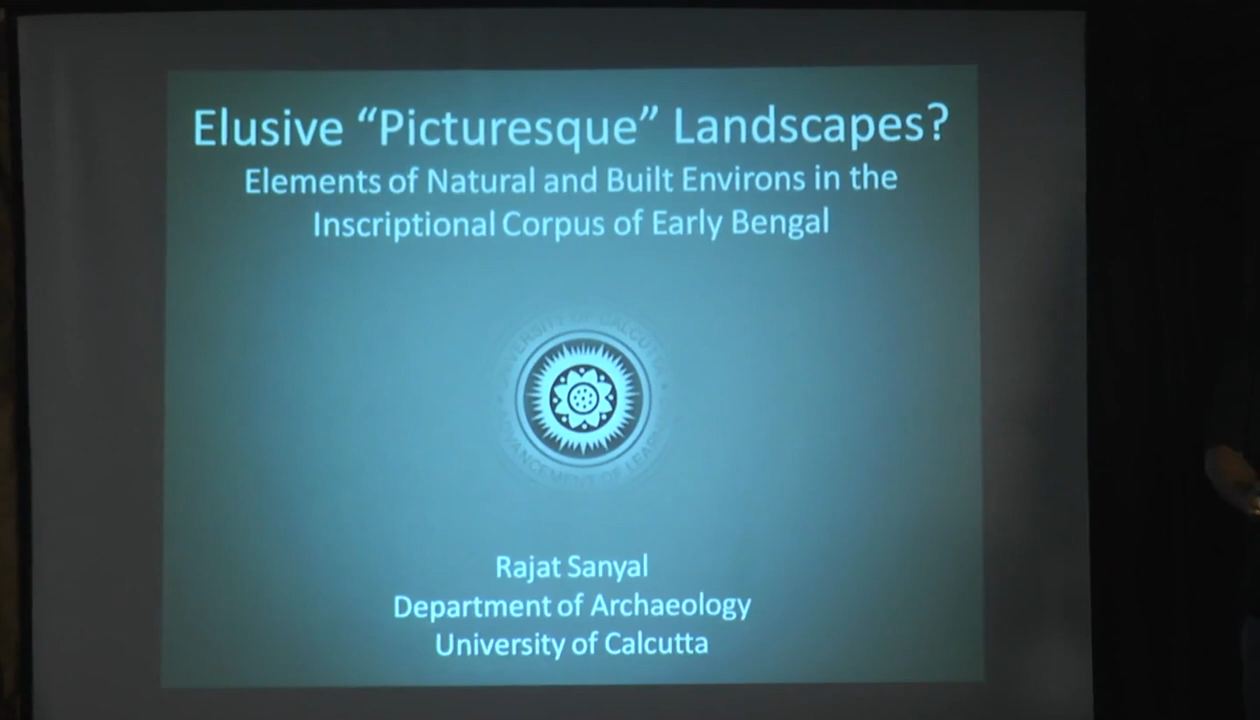 Elusive “Picturesque” Landscapes?
Elements of Natural and Built Environs in the
Inscriptional Corpus of Early Bengal
Rajat Sanyal
Department of Archaeology
University of Calcutta